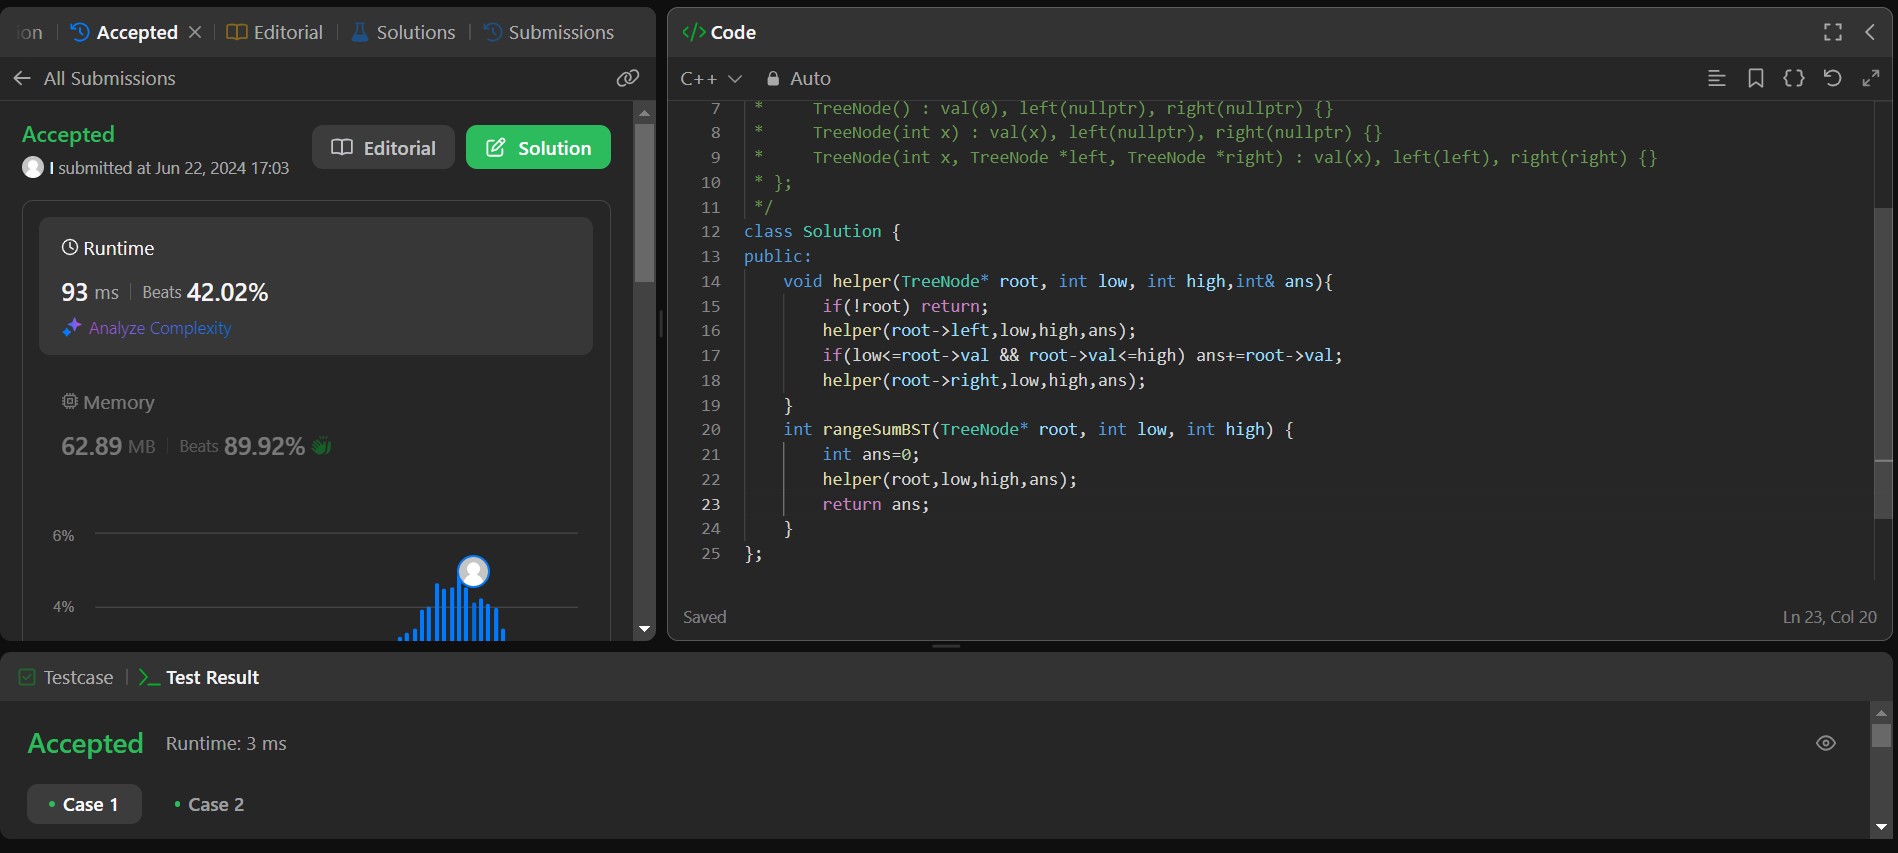 ion Accepted Editorial Solutions Submissions
All Submissions
Accepted
I submitted at Jun 22, 2024 17:03
Editorial
Solution
Runtime
93 ms Beats 42.02%
Analyze Complexity
Memory
62.89 MB Beats 89.92%
6%
4%
</> Code
C++ Auto
7 *     TreeNode() : val(0), left(nullptr), right(nullptr) {}
8 *     TreeNode(int x) : val(x), left(nullptr), right(nullptr) {}
9 *     TreeNode(int x, TreeNode *left, TreeNode *right) : val(x), left(left), right(right) {}
10 * };
11 */
12 class Solution {
13 public:
14     void helper(TreeNode* root, int low, int high,int& ans){
15         if(!root) return;
16         helper(root->left,low,high,ans);
17         if(low<=root->val && root->val<=high) ans+=root->val;
18         helper(root->right,low,high,ans);
19     }
20     int rangeSumBST(TreeNode* root, int low, int high) {
21         int ans=0;
22         helper(root,low,high,ans);
23         return ans;
24     }
25 };
Saved
Ln 23, Col 20
Testcase Test Result
Accepted Runtime: 3 ms
Case 1 Case 2